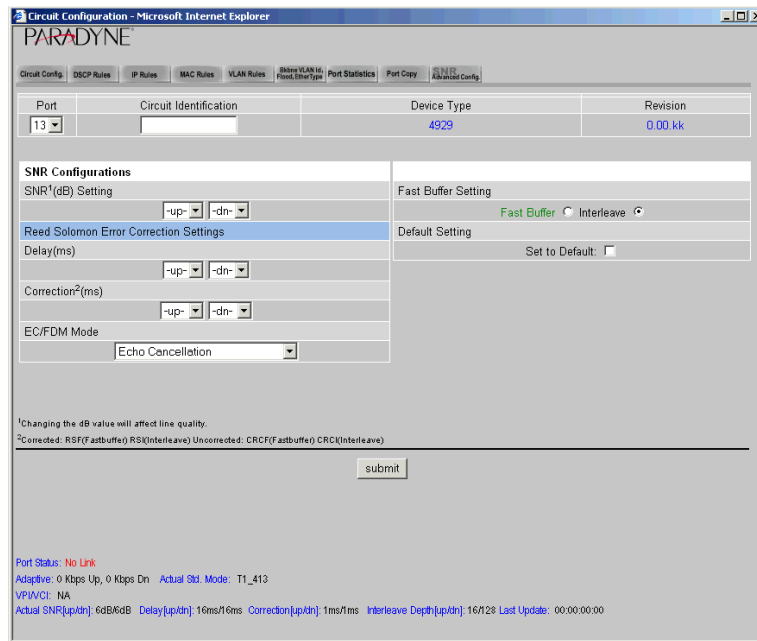 Circuit Configuration - Microsoft Internet Explorer
PARADYNE
Circuit Config. DSCP Rules IP Rules MAC Rules VLAN Rules Bkbne VLAN Id, Flood, EtherType Port Statistics Port Copy SNR Advanced Config.
Port Circuit Identification Device Type Revision
13 4929 0.00.kk
SNR Configurations
SNR¹(dB) Setting Fast Buffer Setting
-up- -dn- Fast Buffer Interleave
Reed Solomon Error Correction Settings Default Setting
Delay(ms) Set to Default:
-up- -dn-
Correction²(ms)
-up- -dn-
EC/FDM Mode
Echo Cancellation
¹Changing the dB value will affect line quality.
²Corrected: RSF(Fastbuffer) RSI(Interleave) Uncorrected: CRCF(Fastbuffer) CRCI(Interleave)
submit
Port Status: No Link
Adaptive: 0 Kbps Up, 0 Kbps Dn Actual Std. Mode: T1_413
VPI/VCI: NA
Actual SNR[up/dn]: 6dB/6dB Delay[up/dn]: 16ms/16ms Correction[up/dn]: 1ms/1ms Interleave Depth[up/dn]: 16/128 Last Update: 00:00:00:00